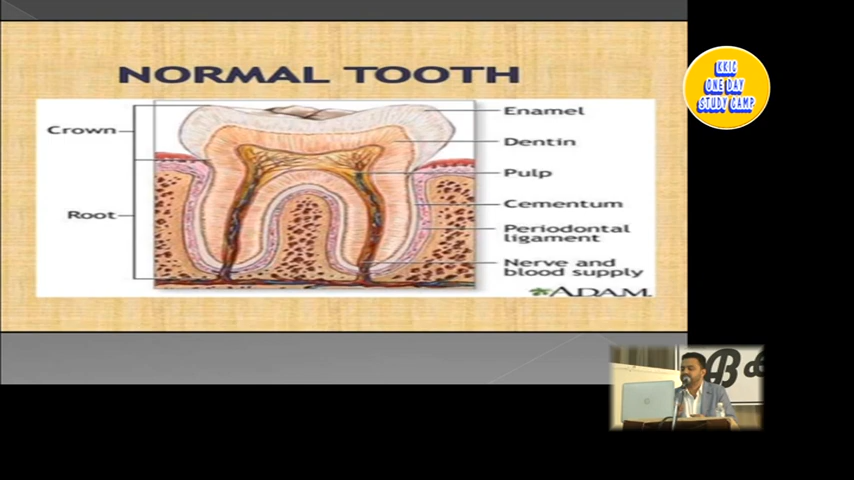 NORMAL TOOTH
Crown
Root
Enamel
Dentin
Pulp
Cementum
Periodontal
ligament
Nerve and
blood supply
ADAM.
KKIC
ONE DAY
STUDY CAMP